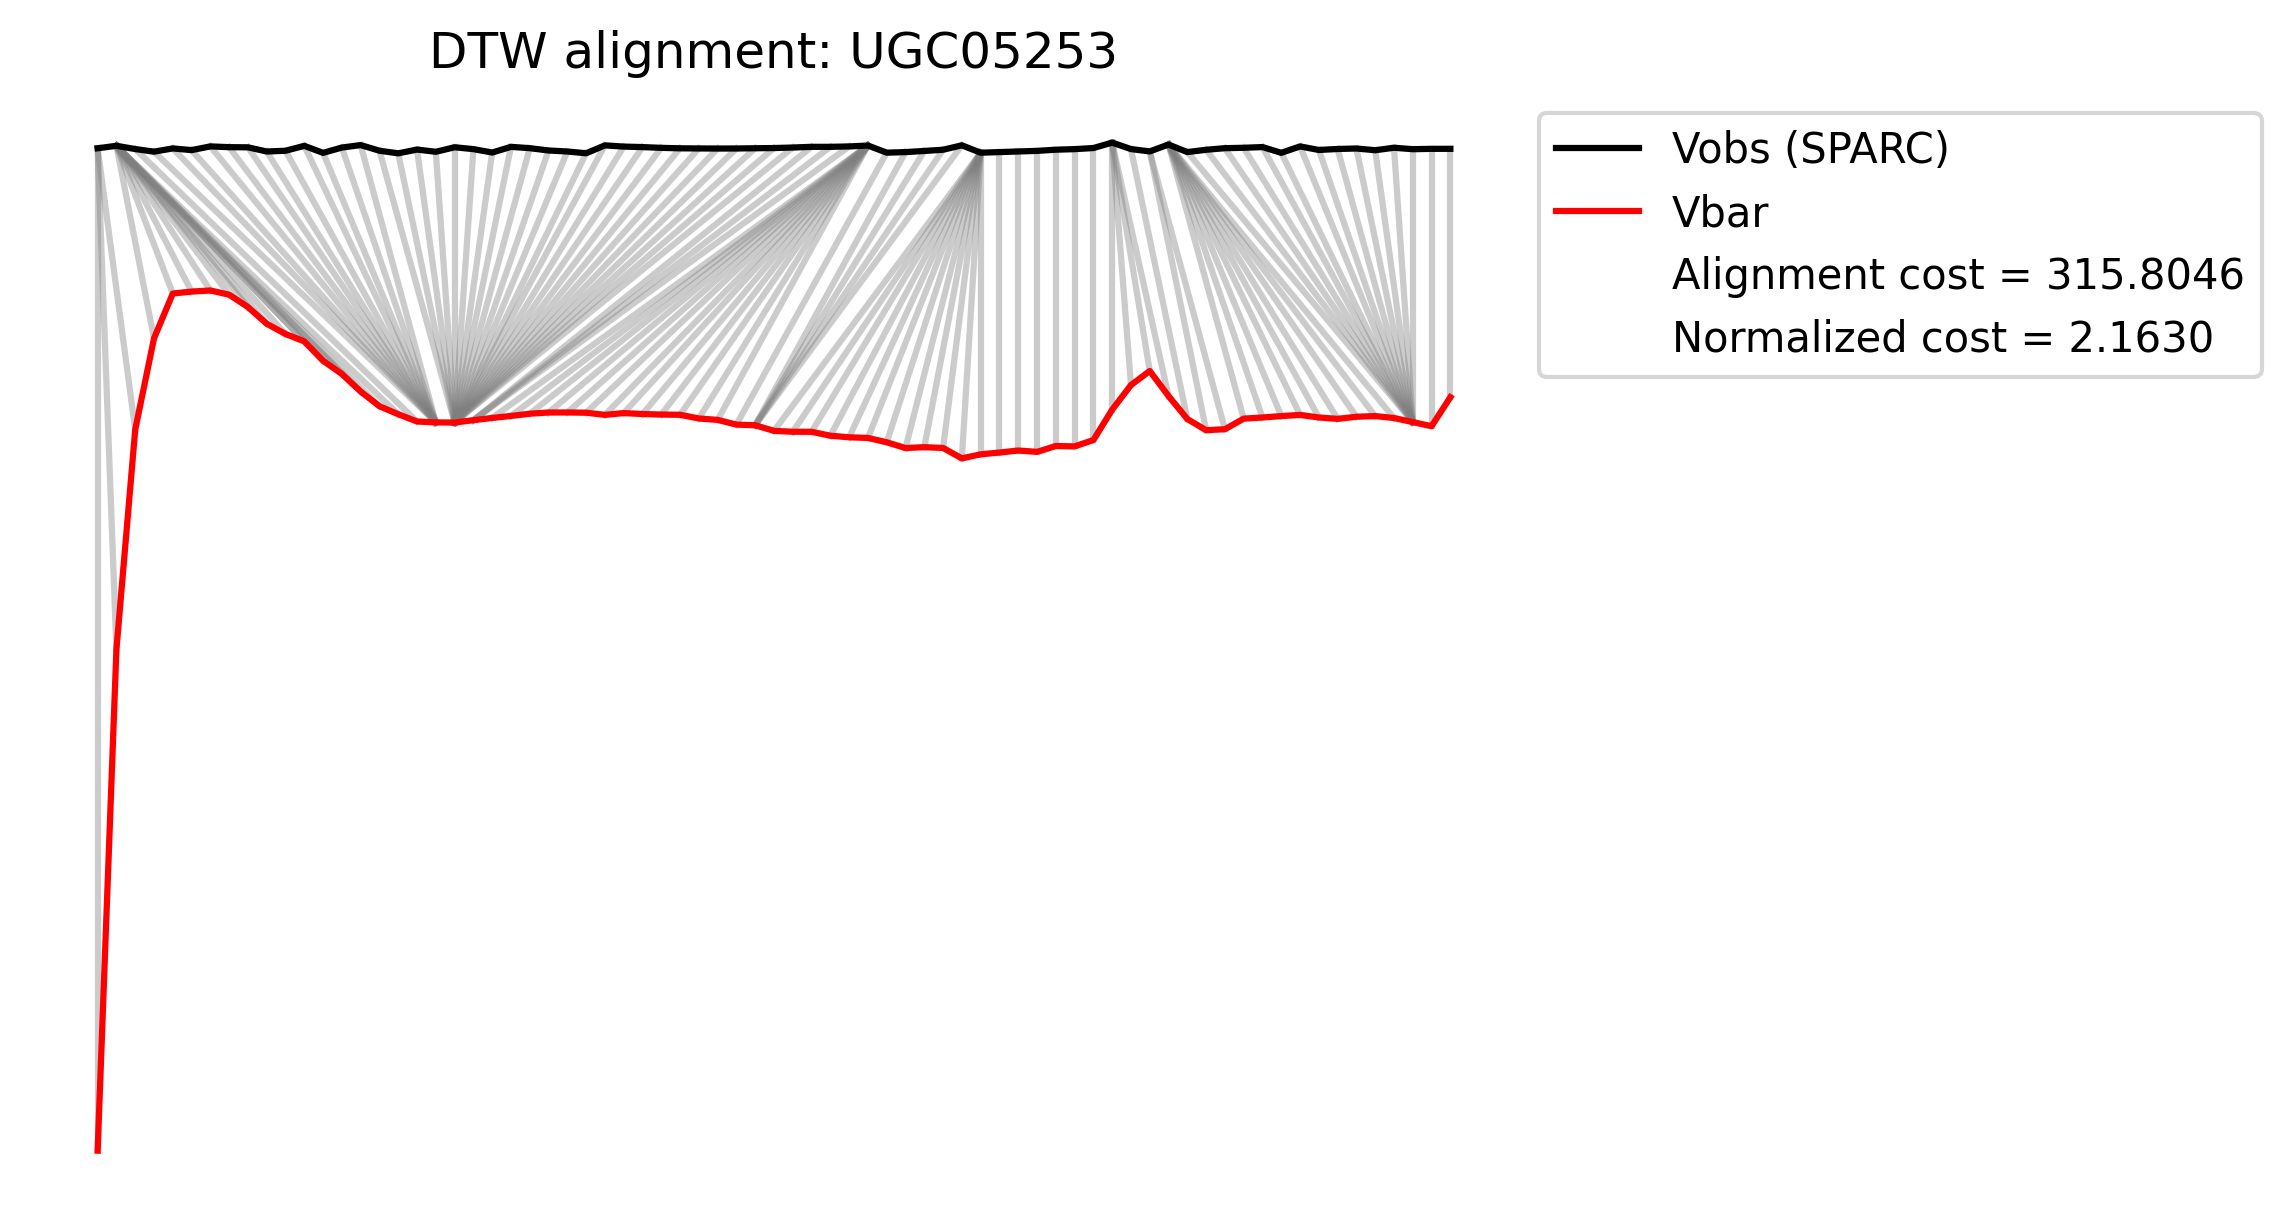 DTW alignment: UGC05253
Vobs (SPARC)
Vbar
Alignment cost = 315.8046
Normalized cost = 2.1630